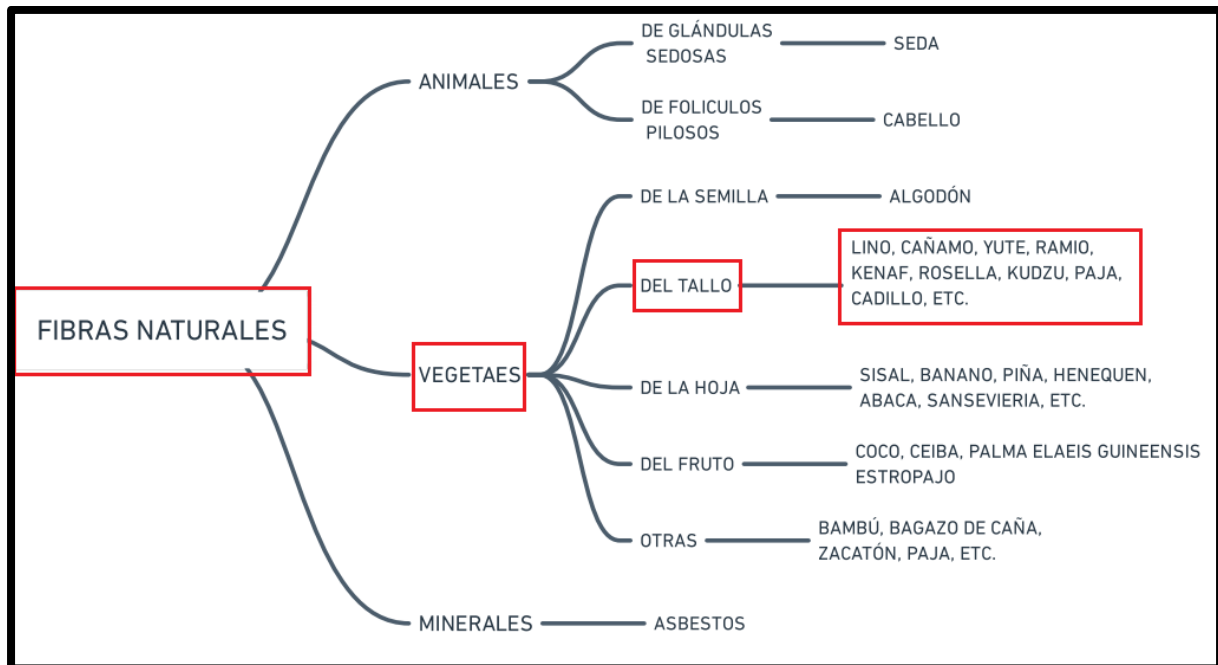 FIBRAS NATURALES
ANIMALES
DE GLÁNDULAS
SEDOSAS
SEDA
DE FOLICULOS
PILOSOS
CABELLO
VEGETAES
DE LA SEMILLA
ALGODÓN
DEL TALLO
LINO, CAÑAMO, YUTE, RAMIO,
KENAF, ROSELLA, KUDZU, PAJA,
CADILLO, ETC.
DE LA HOJA
SISAL, BANANO, PIÑA, HENEQUEN,
ABACA, SANSEVIERIA, ETC.
DEL FRUTO
COCO, CEIBA, PALMA ELAEIS GUINEENSIS
ESTROPAJO
OTRAS
BAMBÚ, BAGAZO DE CAÑA,
ZACATÓN, PAJA, ETC.
MINERALES
ASBESTOS